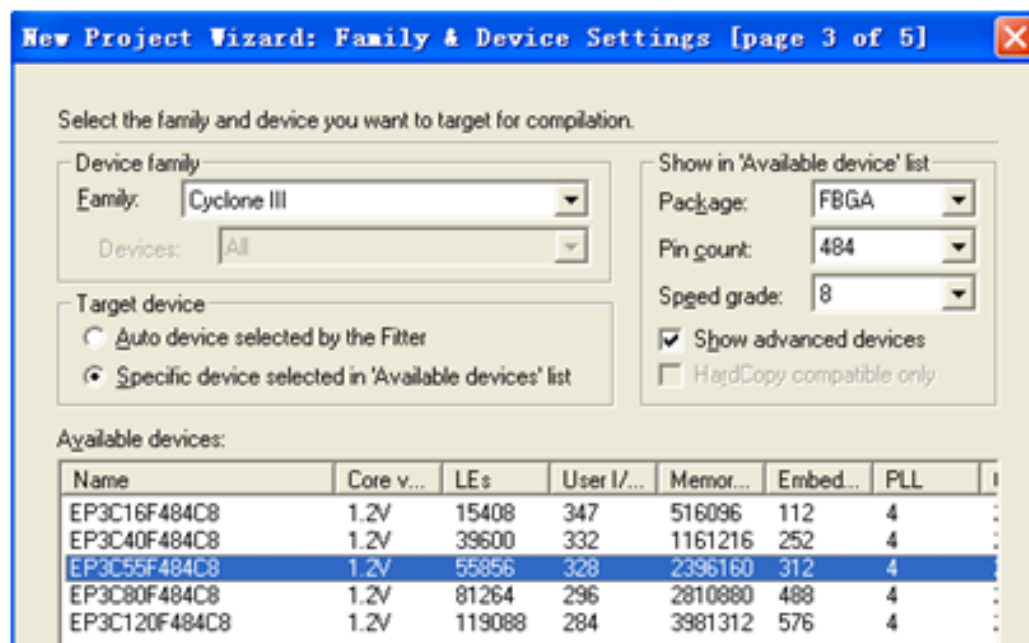 New Project Wizard: Family & Device Settings [page 3 of 5]
Select the family and device you want to target for compilation.
Device family
Family: Cyclone III
Devices: All
Show in 'Available device' list
Package: FBGA
Pin count: 484
Speed grade: 8
Show advanced devices
HardCopy compatible only
Target device
Auto device selected by the Fitter
Specific device selected in 'Available devices' list
Available devices:
Name Core v... LEs User I/... Memor... Embed... PLL
EP3C16F484C8 1.2V 15408 347 516096 112 4
EP3C40F484C8 1.2V 39600 332 1161216 252 4
EP3C55F484C8 1.2V 55856 328 2396160 312 4
EP3C80F484C8 1.2V 81264 296 2810880 488 4
EP3C120F484C8 1.2V 119088 284 3981312 576 4